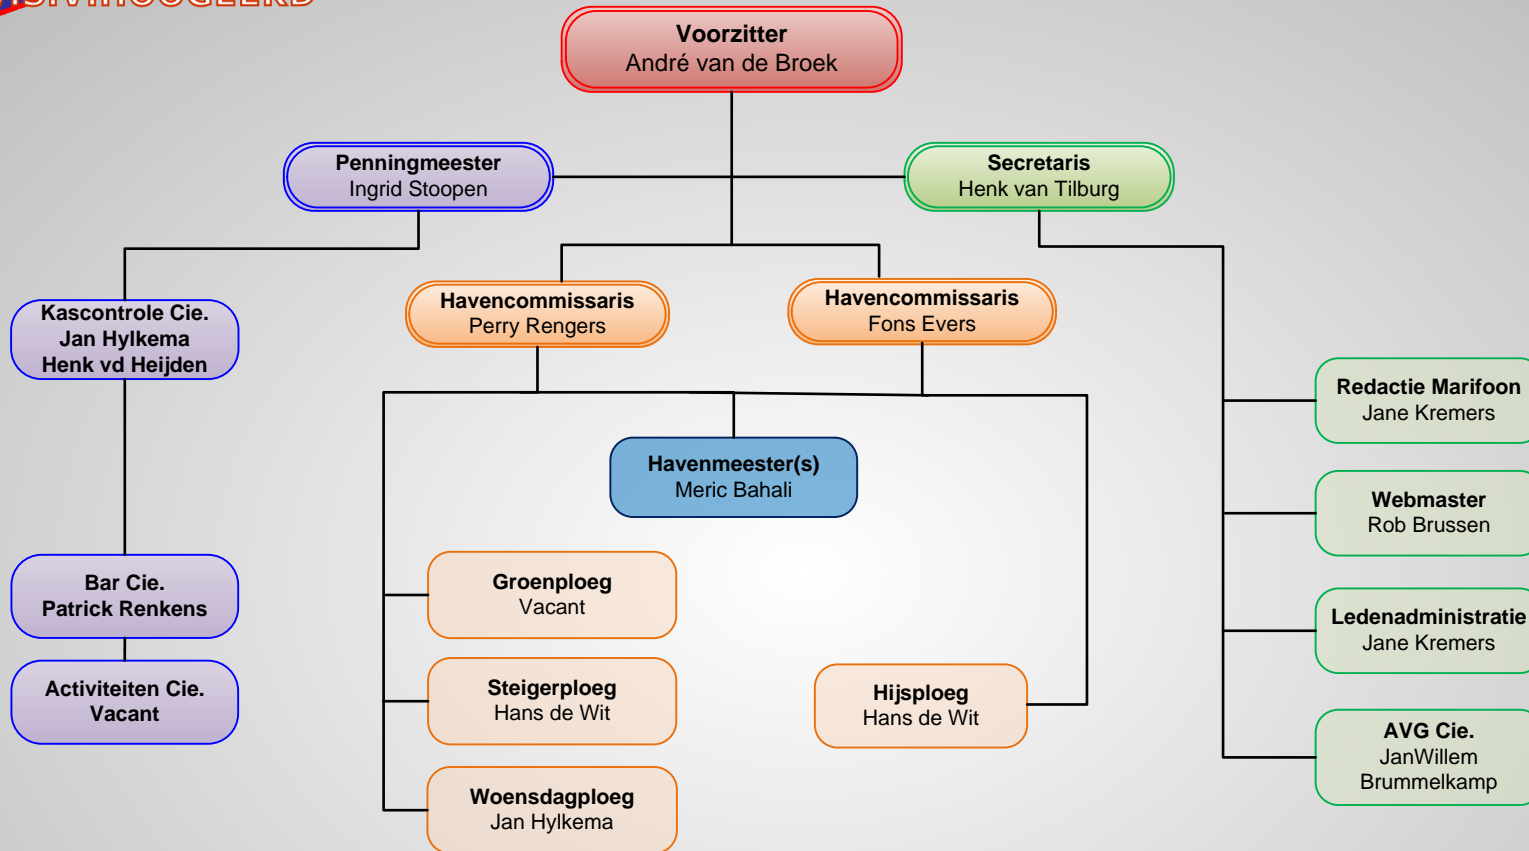 Voorzitter
André van de Broek
Penningmeester
Ingrid Stoopen
Secretaris
Henk van Tilburg
Kascontrole Cie.
Jan Hylkema
Henk vd Heijden
Havencommissaris
Perry Rengers
Havencommissaris
Fons Evers
Redactie Marifoon
Jane Kremers
Havenmeester(s)
Meric Bahali
Webmaster
Rob Brussen
Bar Cie.
Patrick Renkens
Groenploeg
Vacant
Ledenadministratie
Jane Kremers
Activiteiten Cie.
Vacant
Steigerploeg
Hans de Wit
Hijsploeg
Hans de Wit
AVG Cie.
JanWillem
Brummelkamp
Woensdagploeg
Jan Hylkema